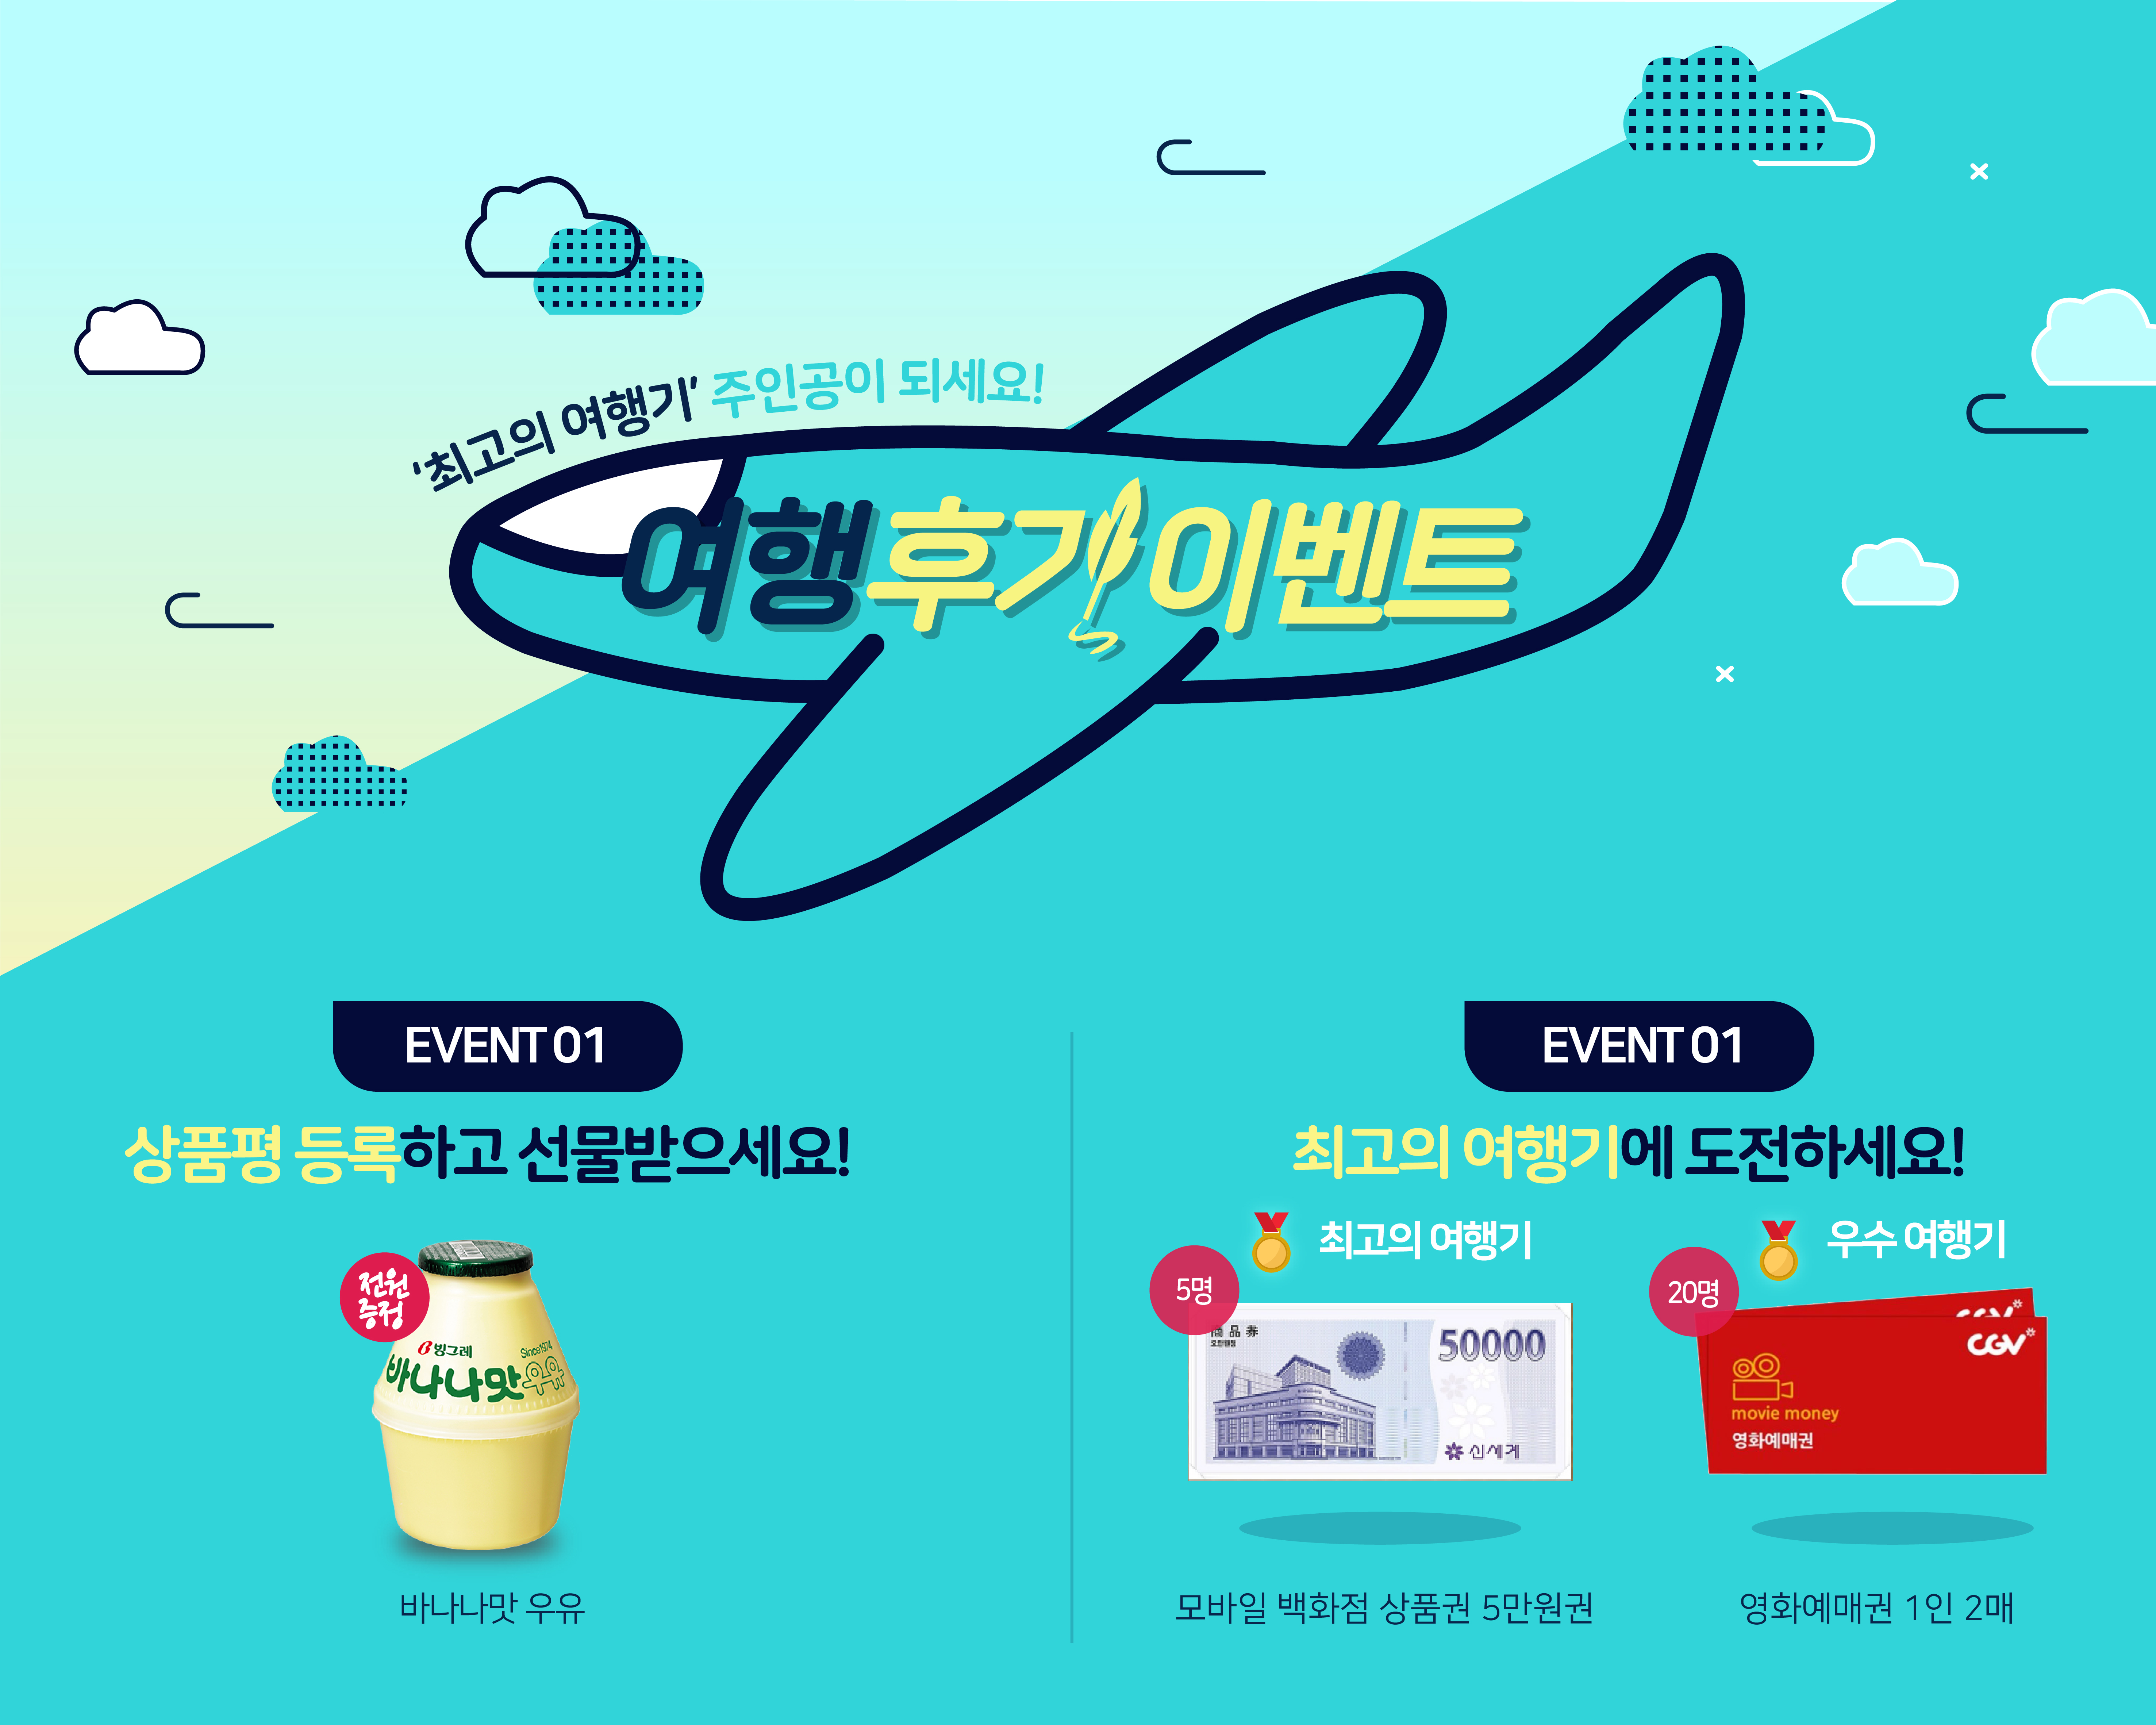 '최고의 여행기' 주인공이 되세요!
여행후기 이벤트
EVENT 01
상품평 등록하고 선물받으세요!
전원
증정
빙그레
Since1974
바나나맛우유
바나나맛 우유
EVENT 01
최고의 여행기에 도전하세요!
최고의 여행기
5명
商品券
50000
신세계
모바일 백화점 상품권 5만원권
우수 여행기
20명
CGV
CGV
movie money
영화예매권
영화예매권 1인 2매